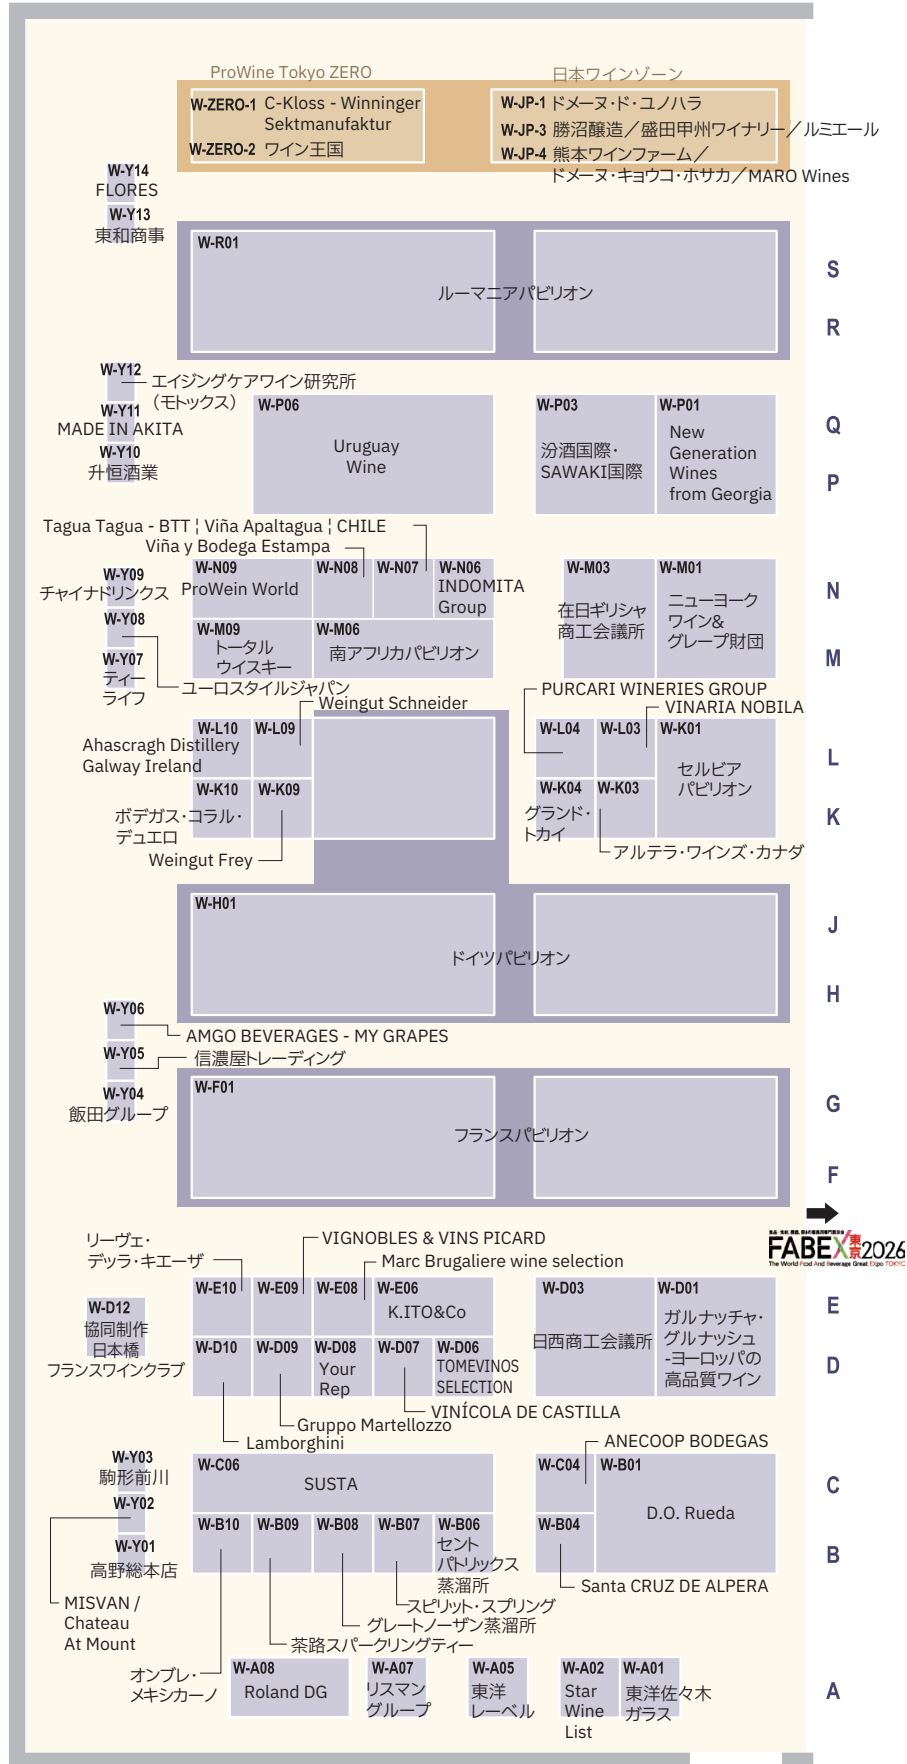 ProWine Tokyo ZERO
日本ワインゾーン
W-ZERO-1 C-Kloss - Winninger
Sektmanufaktur
W-ZERO-2 ワイン王国
W-JP-1 ドメーヌ・ド・ユノハラ
W-JP-3 勝沼醸造／盛田甲州ワイナリー／ルミエール
W-JP-4 熊本ワインファーム／
ドメーヌ・キョウコ・ホサカ／MARO Wines
W-Y14
FLORES
W-Y13
東和商事
W-R01
ルーマニアパビリオン
S
R
W-Y12
エイジングケアワイン研究所
（モトックス）
W-Y11
MADE IN AKITA
W-Y10
升恒酒業
W-P06
Uruguay
Wine
W-P03
汾酒国際・
SAWAKI国際
W-P01
New
Generation
Wines
from Georgia
Q
P
Tagua Tagua - BTT ¦ Viña Apaltagua ¦ CHILE
Viña y Bodega Estampa
W-Y09
チャイナドリンクス
W-Y08
W-Y07
ティー
ライフ
ユーロスタイルジャパン
W-N09
ProWein World
W-N08
W-N07
W-N06
INDOMITA
Group
W-M09
トータル
ウイスキー
W-M06
南アフリカパビリオン
W-M03
在日ギリシャ
商工会議所
W-M01
ニューヨーク
ワイン&
グレープ財団
N
M
Weingut Schneider
PURCARI WINERIES GROUP
VINARIA NOBILA
W-L10
Ahascragh Distillery
Galway Ireland
W-L09
W-K10
ボデガス・コラル・
デュエロ
W-K09
Weingut Frey
W-L04
W-L03
W-K01
セルビア
パビリオン
W-K04
グランド・
トカイ
W-K03
アルテラ・ワインズ・カナダ
L
K
W-H01
ドイツパビリオン
J
H
W-Y06
AMGO BEVERAGES - MY GRAPES
W-Y05
信濃屋トレーディング
W-Y04
飯田グループ
W-F01
フランスパビリオン
G
F
FABEX東京2026
The World Food And Beverage Great EXpo TOKYO
リーヴェ・
デッラ・キエーザ
VIGNOBLES & VINS PICARD
Marc Brugaliere wine selection
W-D12
協同制作
日本橋
フランスワインクラブ
W-E10
W-E09
W-E08
W-E06
K.ITO&Co
W-D10
W-D09
W-D08
Your
Rep
W-D07
W-D06
TOMEVINOS
SELECTION
W-D03
日西商工会議所
W-D01
ガルナッチャ・
グルナッシュ
-ヨーロッパの
高品質ワイン
E
D
VINÍCOLA DE CASTILLA
Gruppo Martellozzo
Lamborghini
ANECOOP BODEGAS
W-Y03
駒形前川
W-Y02
W-Y01
高野総本店
MISVAN /
Chateau
At Mount
W-C06
SUSTA
W-C04
W-B01
D.O. Rueda
W-B10
W-B09
W-B08
W-B07
W-B06
セント
パトリックス
蒸溜所
W-B04
Santa CRUZ DE ALPERA
C
B
スピリット・スプリング
グレートノーザン蒸溜所
茶路スパークリングティー
オンブレ・
メキシカーノ
W-A08
Roland DG
W-A07
リスマン
グループ
W-A05
東洋
レーベル
W-A02
Star
Wine
List
W-A01
東洋佐々木
ガラス
A